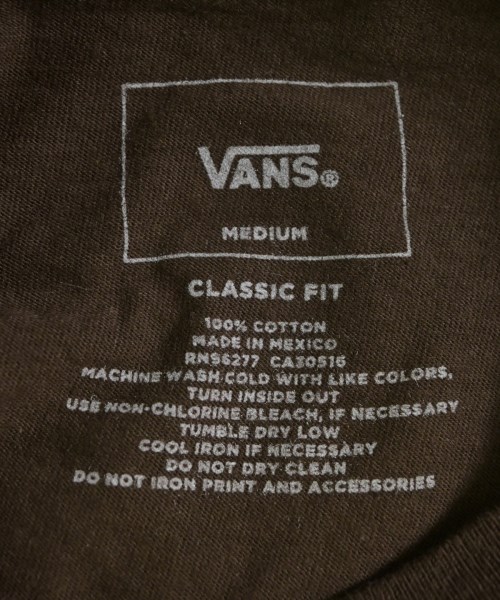 VANS®
MEDIUM
CLASSIC FIT
100% COTTON
MADE IN MEXICO
RN96277 CA30516
MACHINE WASH COLD WITH LIKE COLORS,
TURN INSIDE OUT
USE NON-CHLORINE BLEACH, IF NECESSARY
TUMBLE DRY LOW
COOL IRON IF NECESSARY
DO NOT DRY CLEAN
DO NOT IRON PRINT AND ACCESSORIES